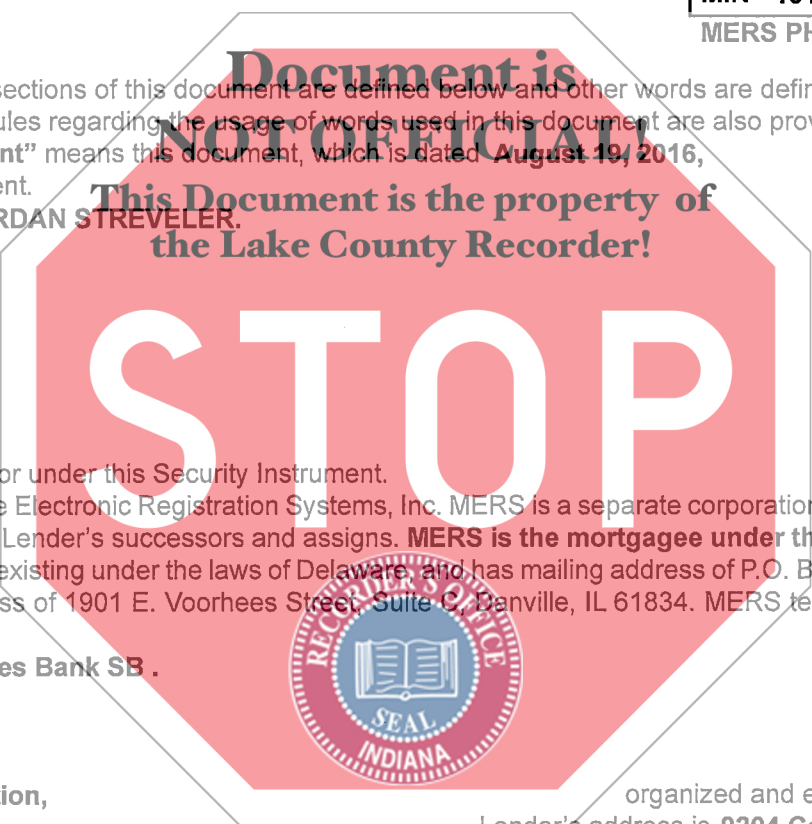 MERS PH
Document is
sections of this document are defined below and other words are defin
NOT OFFICIAL!
ules regarding the usage of words used in this document are also prov
nt” means this document, which is dated August 19, 2016,
ent.
This Document is the property of
RDAN STREVELER.
the Lake County Recorder!
STOP
or under this Security Instrument.
e Electronic Registration Systems, Inc. MERS is a separate corporation
Lender's successors and assigns. MERS is the mortgagee under th
existing under the laws of Delaware, and has mailing address of P.O. B
ss of 1901 E. Voorhees Street, Suite C, Danville, IL 61834. MERS te
RECORDER'S OFFICE
es Bank SB .
SEAL
INDIANA
tion,
organized and e
Lender's address is